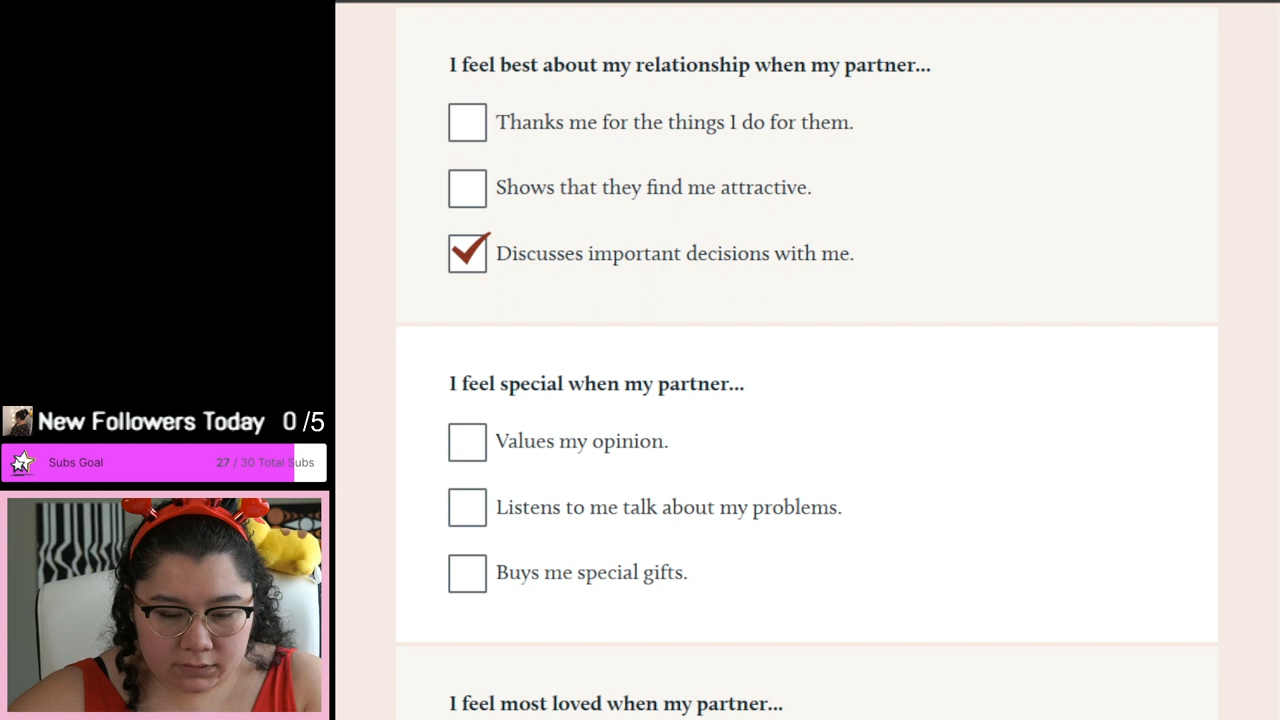 I feel best about my relationship when my partner...
Thanks me for the things I do for them.
Shows that they find me attractive.
Discusses important decisions with me.
I feel special when my partner...
Values my opinion.
Listens to me talk about my problems.
Buys me special gifts.
I feel most loved when my partner...
New Followers Today 0 /5
Subs Goal 27 / 30 Total Subs